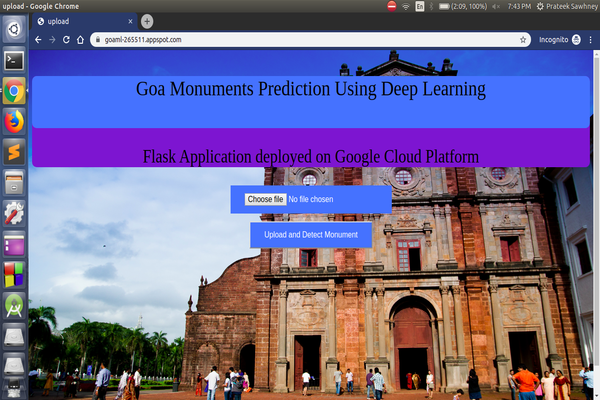 upload - Google Chrome
En
(2:09, 100%)
7:43 PM
Prateek Sawhney
upload
goaml-265511.appspot.com
Incognito
Goa Monuments Prediction Using Deep Learning
Flask Application deployed on Google Cloud Platform
Choose file No file chosen
Upload and Detect Monument